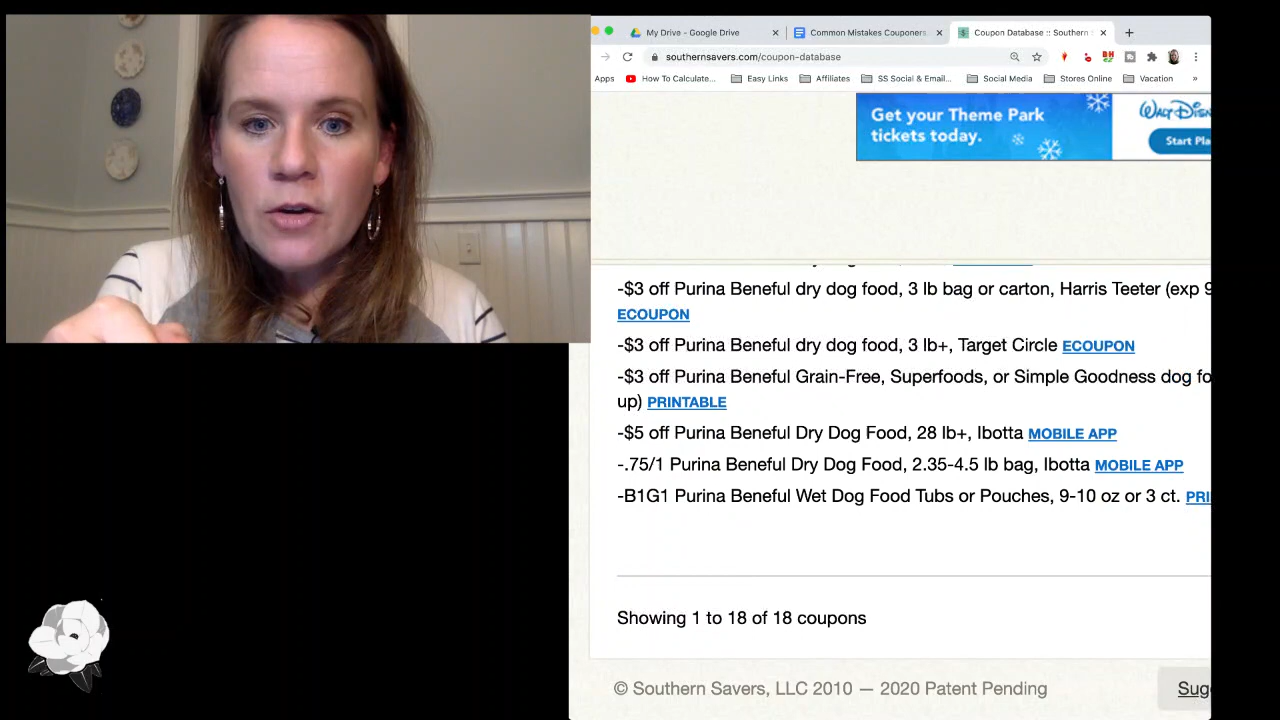 My Drive - Google Drive
Common Mistakes Couponers
Coupon Database :: Southern
southernsavers.com/coupon-database
Apps How To Calculate... Easy Links Affiliates SS Social & Email... Social Media Stores Online Vacation »
Get your Theme Park
tickets today.
WALT DISN
Start Pla
-$3 off Purina Beneful dry dog food, 3 lb bag or carton, Harris Teeter (exp 9
ECOUPON
-$3 off Purina Beneful dry dog food, 3 lb+, Target Circle ECOUPON
-$3 off Purina Beneful Grain-Free, Superfoods, or Simple Goodness dog fo
up) PRINTABLE
-$5 off Purina Beneful Dry Dog Food, 28 lb+, Ibotta MOBILE APP
-.75/1 Purina Beneful Dry Dog Food, 2.35-4.5 lb bag, Ibotta MOBILE APP
-B1G1 Purina Beneful Wet Dog Food Tubs or Pouches, 9-10 oz or 3 ct. PRI
Showing 1 to 18 of 18 coupons
© Southern Savers, LLC 2010 — 2020 Patent Pending
Sug